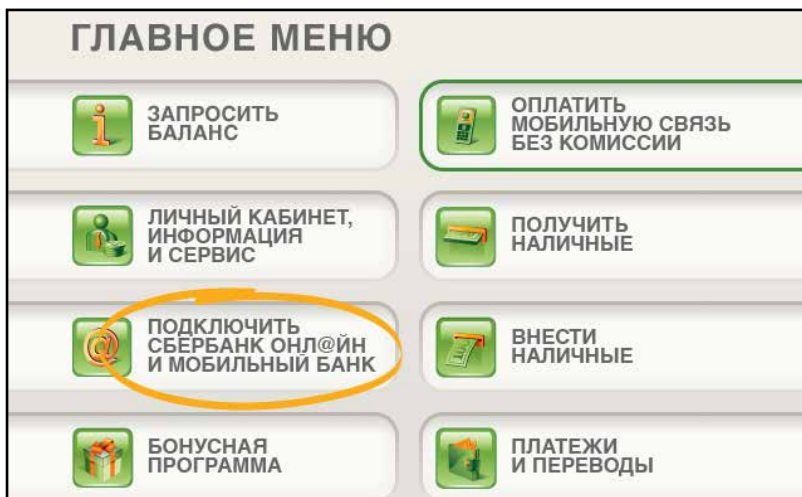 ГЛАВНОЕ МЕНЮ
ЗАПРОСИТЬ
БАЛАНС
ОПЛАТИТЬ
МОБИЛЬНУЮ СВЯЗЬ
БЕЗ КОМИССИИ
ЛИЧНЫЙ КАБИНЕТ,
ИНФОРМАЦИЯ
И СЕРВИС
ПОЛУЧИТЬ
НАЛИЧНЫЕ
ПОДКЛЮЧИТЬ
СБЕРБАНК ОНЛ@ЙН
И МОБИЛЬНЫЙ БАНК
ВНЕСТИ
НАЛИЧНЫЕ
БОНУСНАЯ
ПРОГРАММА
ПЛАТЕЖИ
И ПЕРЕВОДЫ